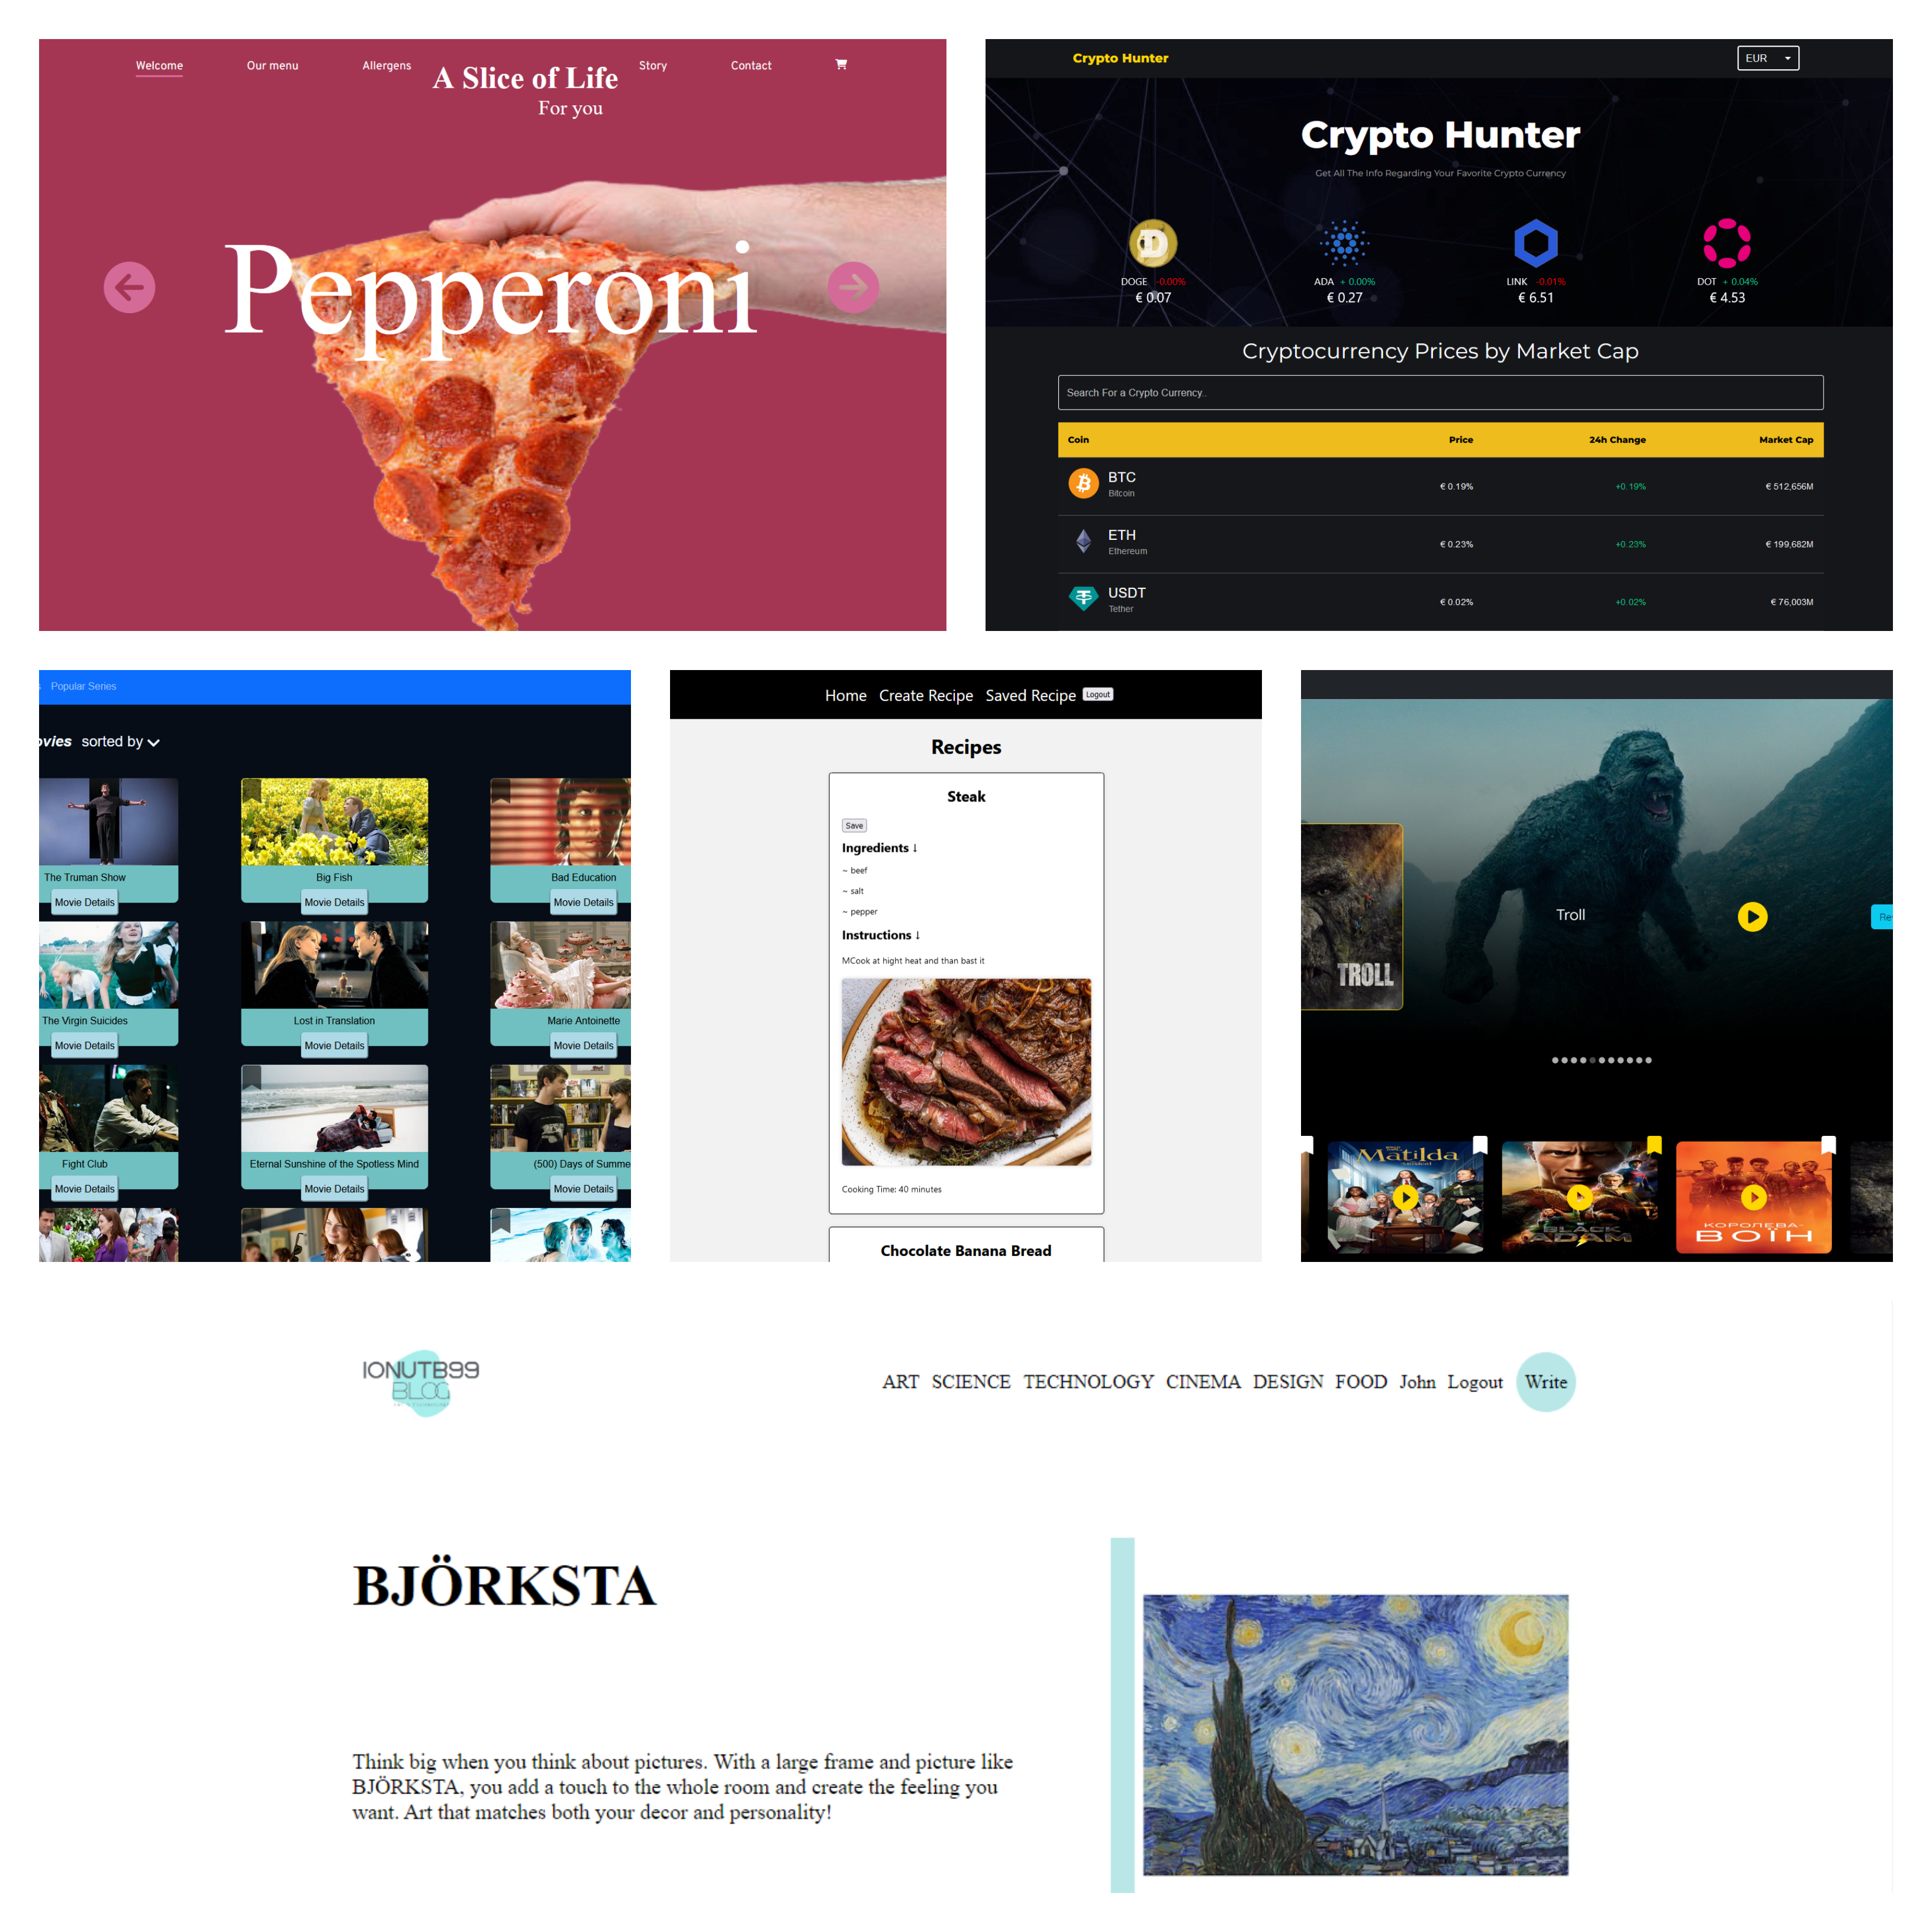 Welcome Our menu Allergens A Slice of Life Story Contact
For you
Pepperoni
Crypto Hunter EUR
Crypto Hunter
Get All The Info Regarding Your Favorite Crypto Currency
DOGE -0.00% ADA + 0.00% LINK -0.01% DOT + 0.04%
€ 0.07 € 0.27 € 6.51 € 4.53
Cryptocurrency Prices by Market Cap
Search For a Crypto Currency..
Coin Price 24h Change Market Cap
BTC
Bitcoin
€ 0.19% +0.19% € 512,656M
ETH
Ethereum
€ 0.23% +0.23% € 199,682M
USDT
Tether
€ 0.02% +0.02% € 76,003M
Popular Series
ovies sorted by
The Truman Show Big Fish Bad Education
Movie Details Movie Details Movie Details
The Virgin Suicides Lost in Translation Marie Antoinette
Movie Details Movie Details Movie Details
Fight Club Eternal Sunshine of the Spotless Mind (500) Days of Summe
Movie Details Movie Details Movie Details
Home Create Recipe Saved Recipe Logout
Recipes
Steak
Save
Ingredients ↓
~ beef
~ salt
~ pepper
Instructions ↓
MCook at hight heat and than bast it
Cooking Time: 40 minutes
Chocolate Banana Bread
Troll
Re
TROLL
Matilda
BLACK
ADAM
КОРОЛЕВА-
ВОЇН
IONUTB99
BLOG
ART SCIENCE TECHNOLOGY CINEMA DESIGN FOOD John Logout Write
BJÖRKSTA
Think big when you think about pictures. With a large frame and picture like
BJÖRKSTA, you add a touch to the whole room and create the feeling you
want. Art that matches both your decor and personality!